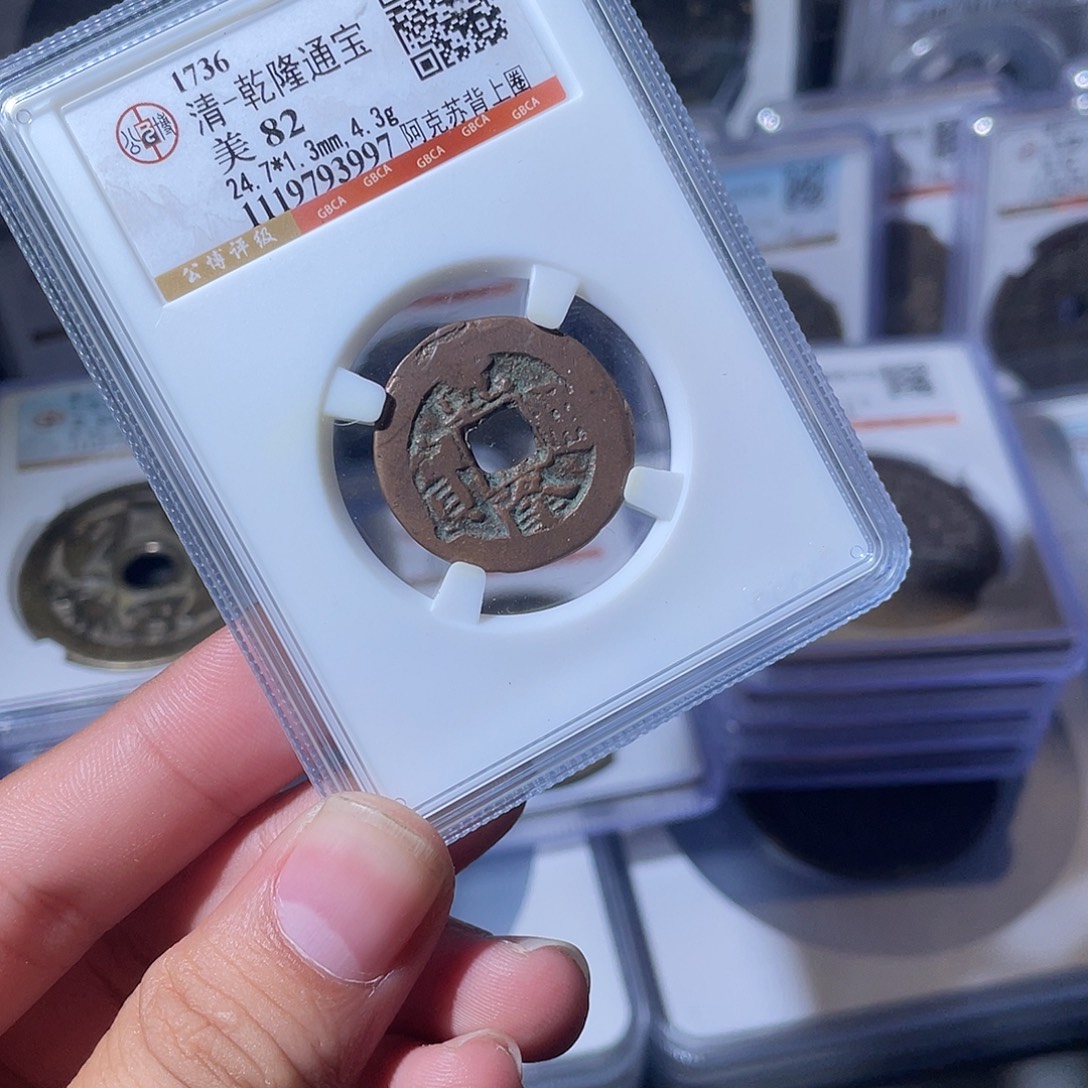 1736
清-乾隆通宝
美 82
24.7*1.3mm, 4.3g
1119793997 阿克苏背上圈
公博评级 GBCA GBCA GBCA GBCA GBCA